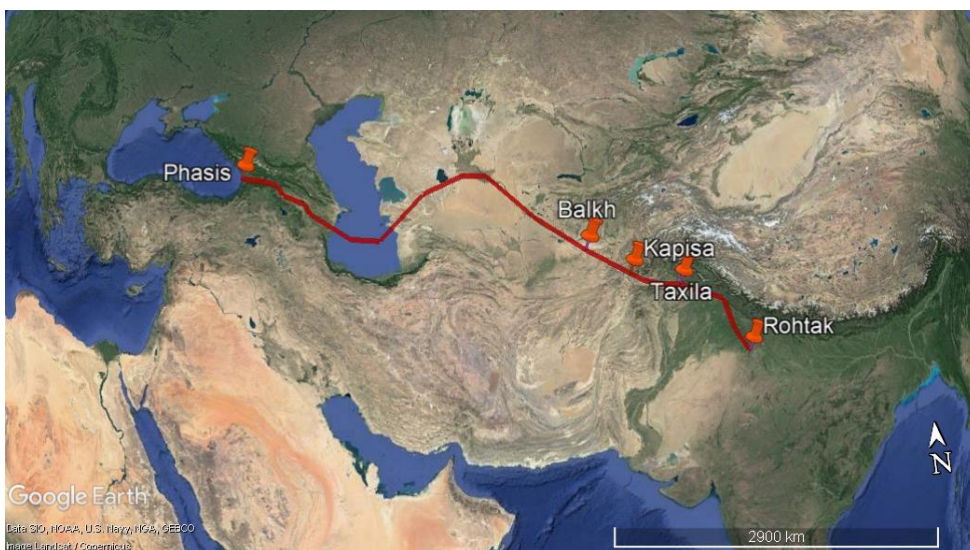 Phasis
Balkh
Kapisa
Taxila
Rohtak
N
Google Earth
Data SIO, NOAA, U.S. Navy, NGA, GEBCO
Image Landsat / Copernicus
2900 km